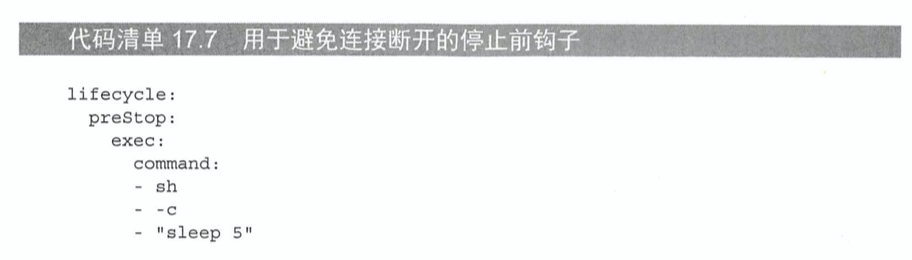 代码清单 17.7 用于避免连接断开的停止前钩子
lifecycle:
  preStop:
    exec:
      command:
      - sh
      - -c
      - "sleep 5"